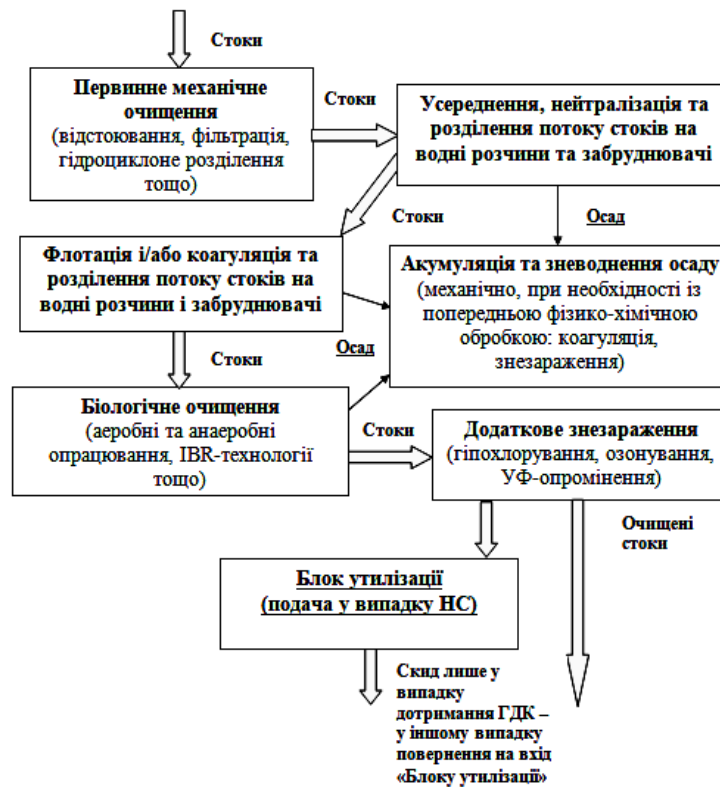 Стоки
Первинне механічне
очищення
(відстоювання, фільтрація,
гідроциклоне розділення
тощо)
Стоки
Усереднення, нейтралізація та
розділення потоку стоків на
водні розчини та забруднювачі
Стоки
Осад
Флотація і/або коагуляція та
розділення потоку стоків на
водні розчини і забруднювачі
Акумуляція та зневоднення осаду
(механічно, при необхідності із
попередньою фізико-хімічною
обробкою: коагуляція,
знезараження)
Стоки
Осад
Біологічне очищення
(аеробні та анаеробні
опрацювання, IBR-технології
тощо)
Стоки
Додаткове знезараження
(гіпохлорування, озонування,
УФ-опромінення)
Очищені
стоки
Блок утилізації
(подача у випадку НС)
Скид лише у
випадку
дотримання ГДК –
у іншому випадку
повернення на вхід
«Блоку утилізації»